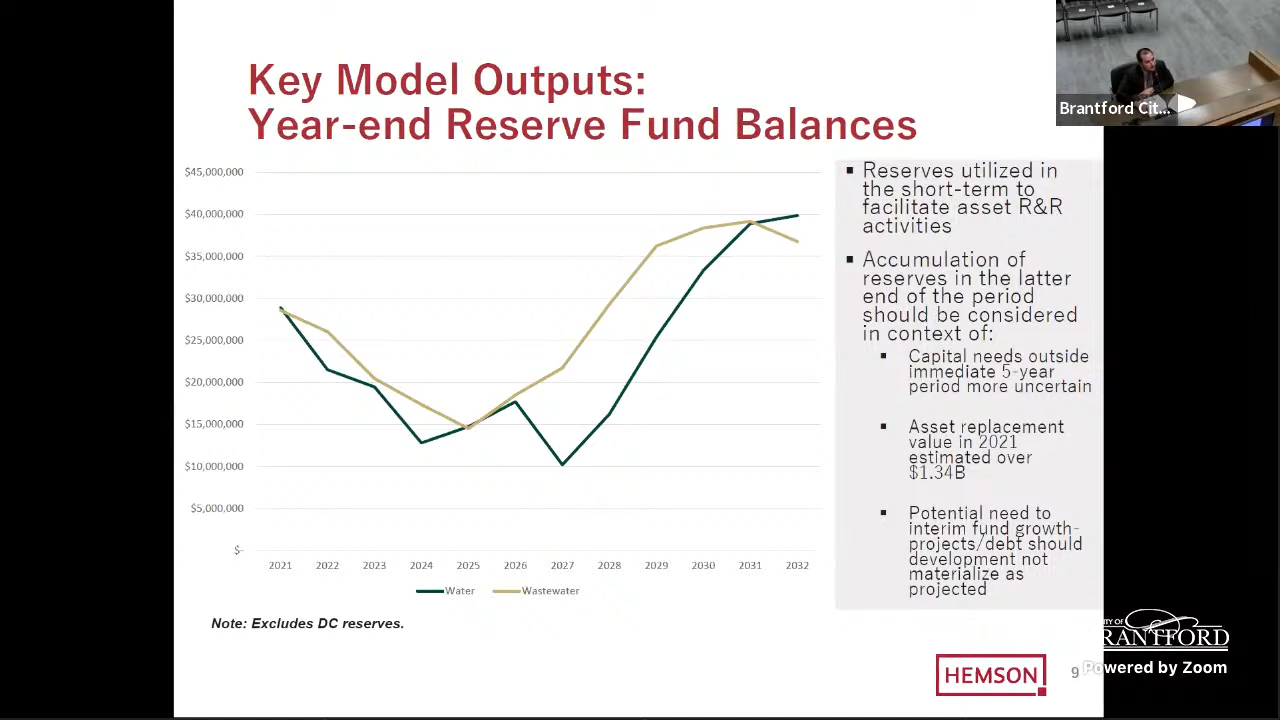 Key Model Outputs:
Year-end Reserve Fund Balances
Brantford Cit...
$45,000,000
$40,000,000
$35,000,000
$30,000,000
$25,000,000
$20,000,000
$15,000,000
$10,000,000
$5,000,000
$-
2021 2022 2023 2024 2025 2026 2027 2028 2029 2030 2031 2032
Water Wastewater
Note: Excludes DC reserves.
▪ Reserves utilized in
the short-term to
facilitate asset R&R
activities
▪ Accumulation of
reserves in the latter
end of the period
should be considered
in context of:
▪ Capital needs outside
immediate 5-year
period more uncertain
▪ Asset replacement
value in 2021
estimated over
$1.34B
▪ Potential need to
interim fund growth-
projects/debt should
development not
materialize as
projected
HEMSON
9
ITY OF
RANTFORD
Powered by Zoom